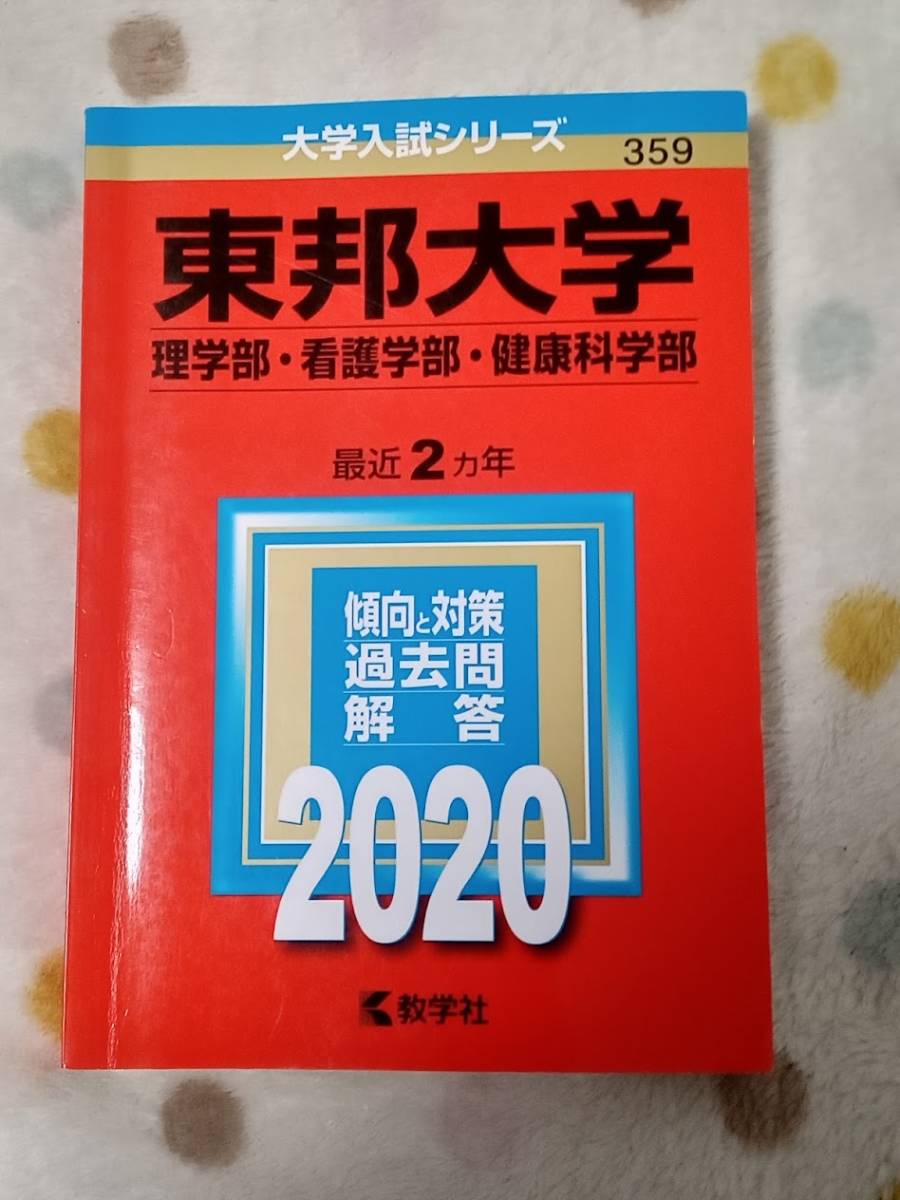 大学入試シリーズ
359
東邦大学
理学部・看護学部・健康科学部
最近2カ年
傾向と対策
過去問
解答
2020
教学社